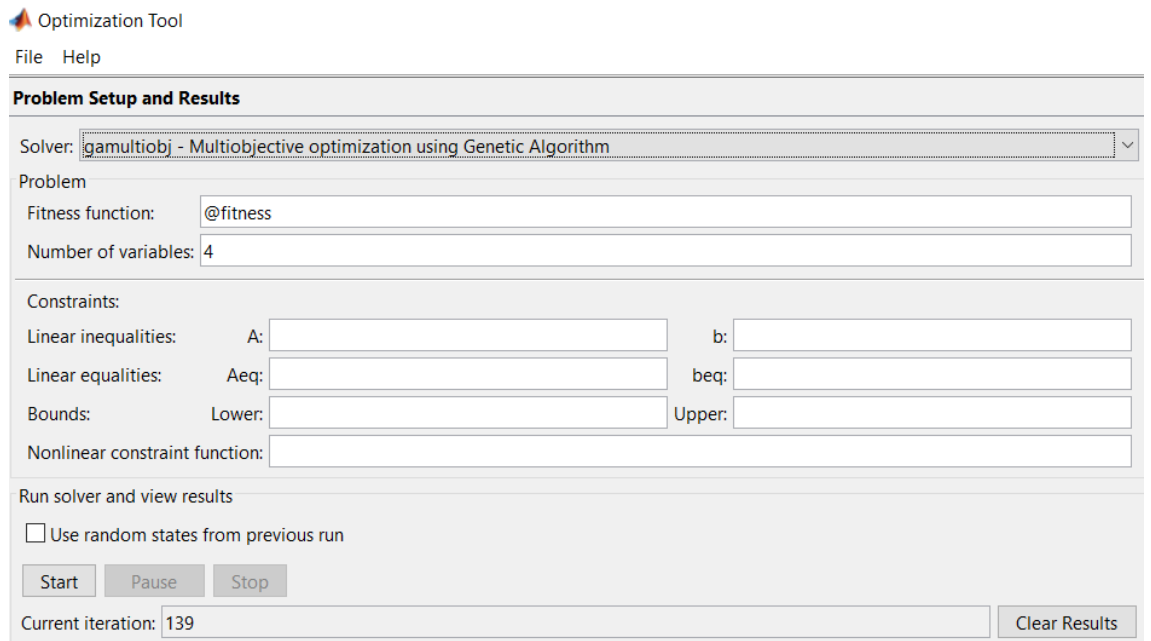 Optimization Tool
File Help
Problem Setup and Results
Solver: gamultiobj - Multiobjective optimization using Genetic Algorithm
Problem
Fitness function: @fitness
Number of variables: 4
Constraints:
Linear inequalities: A: b:
Linear equalities: Aeq: beq:
Bounds: Lower: Upper:
Nonlinear constraint function:
Run solver and view results
Use random states from previous run
Start Pause Stop
Current iteration: 139 Clear Results